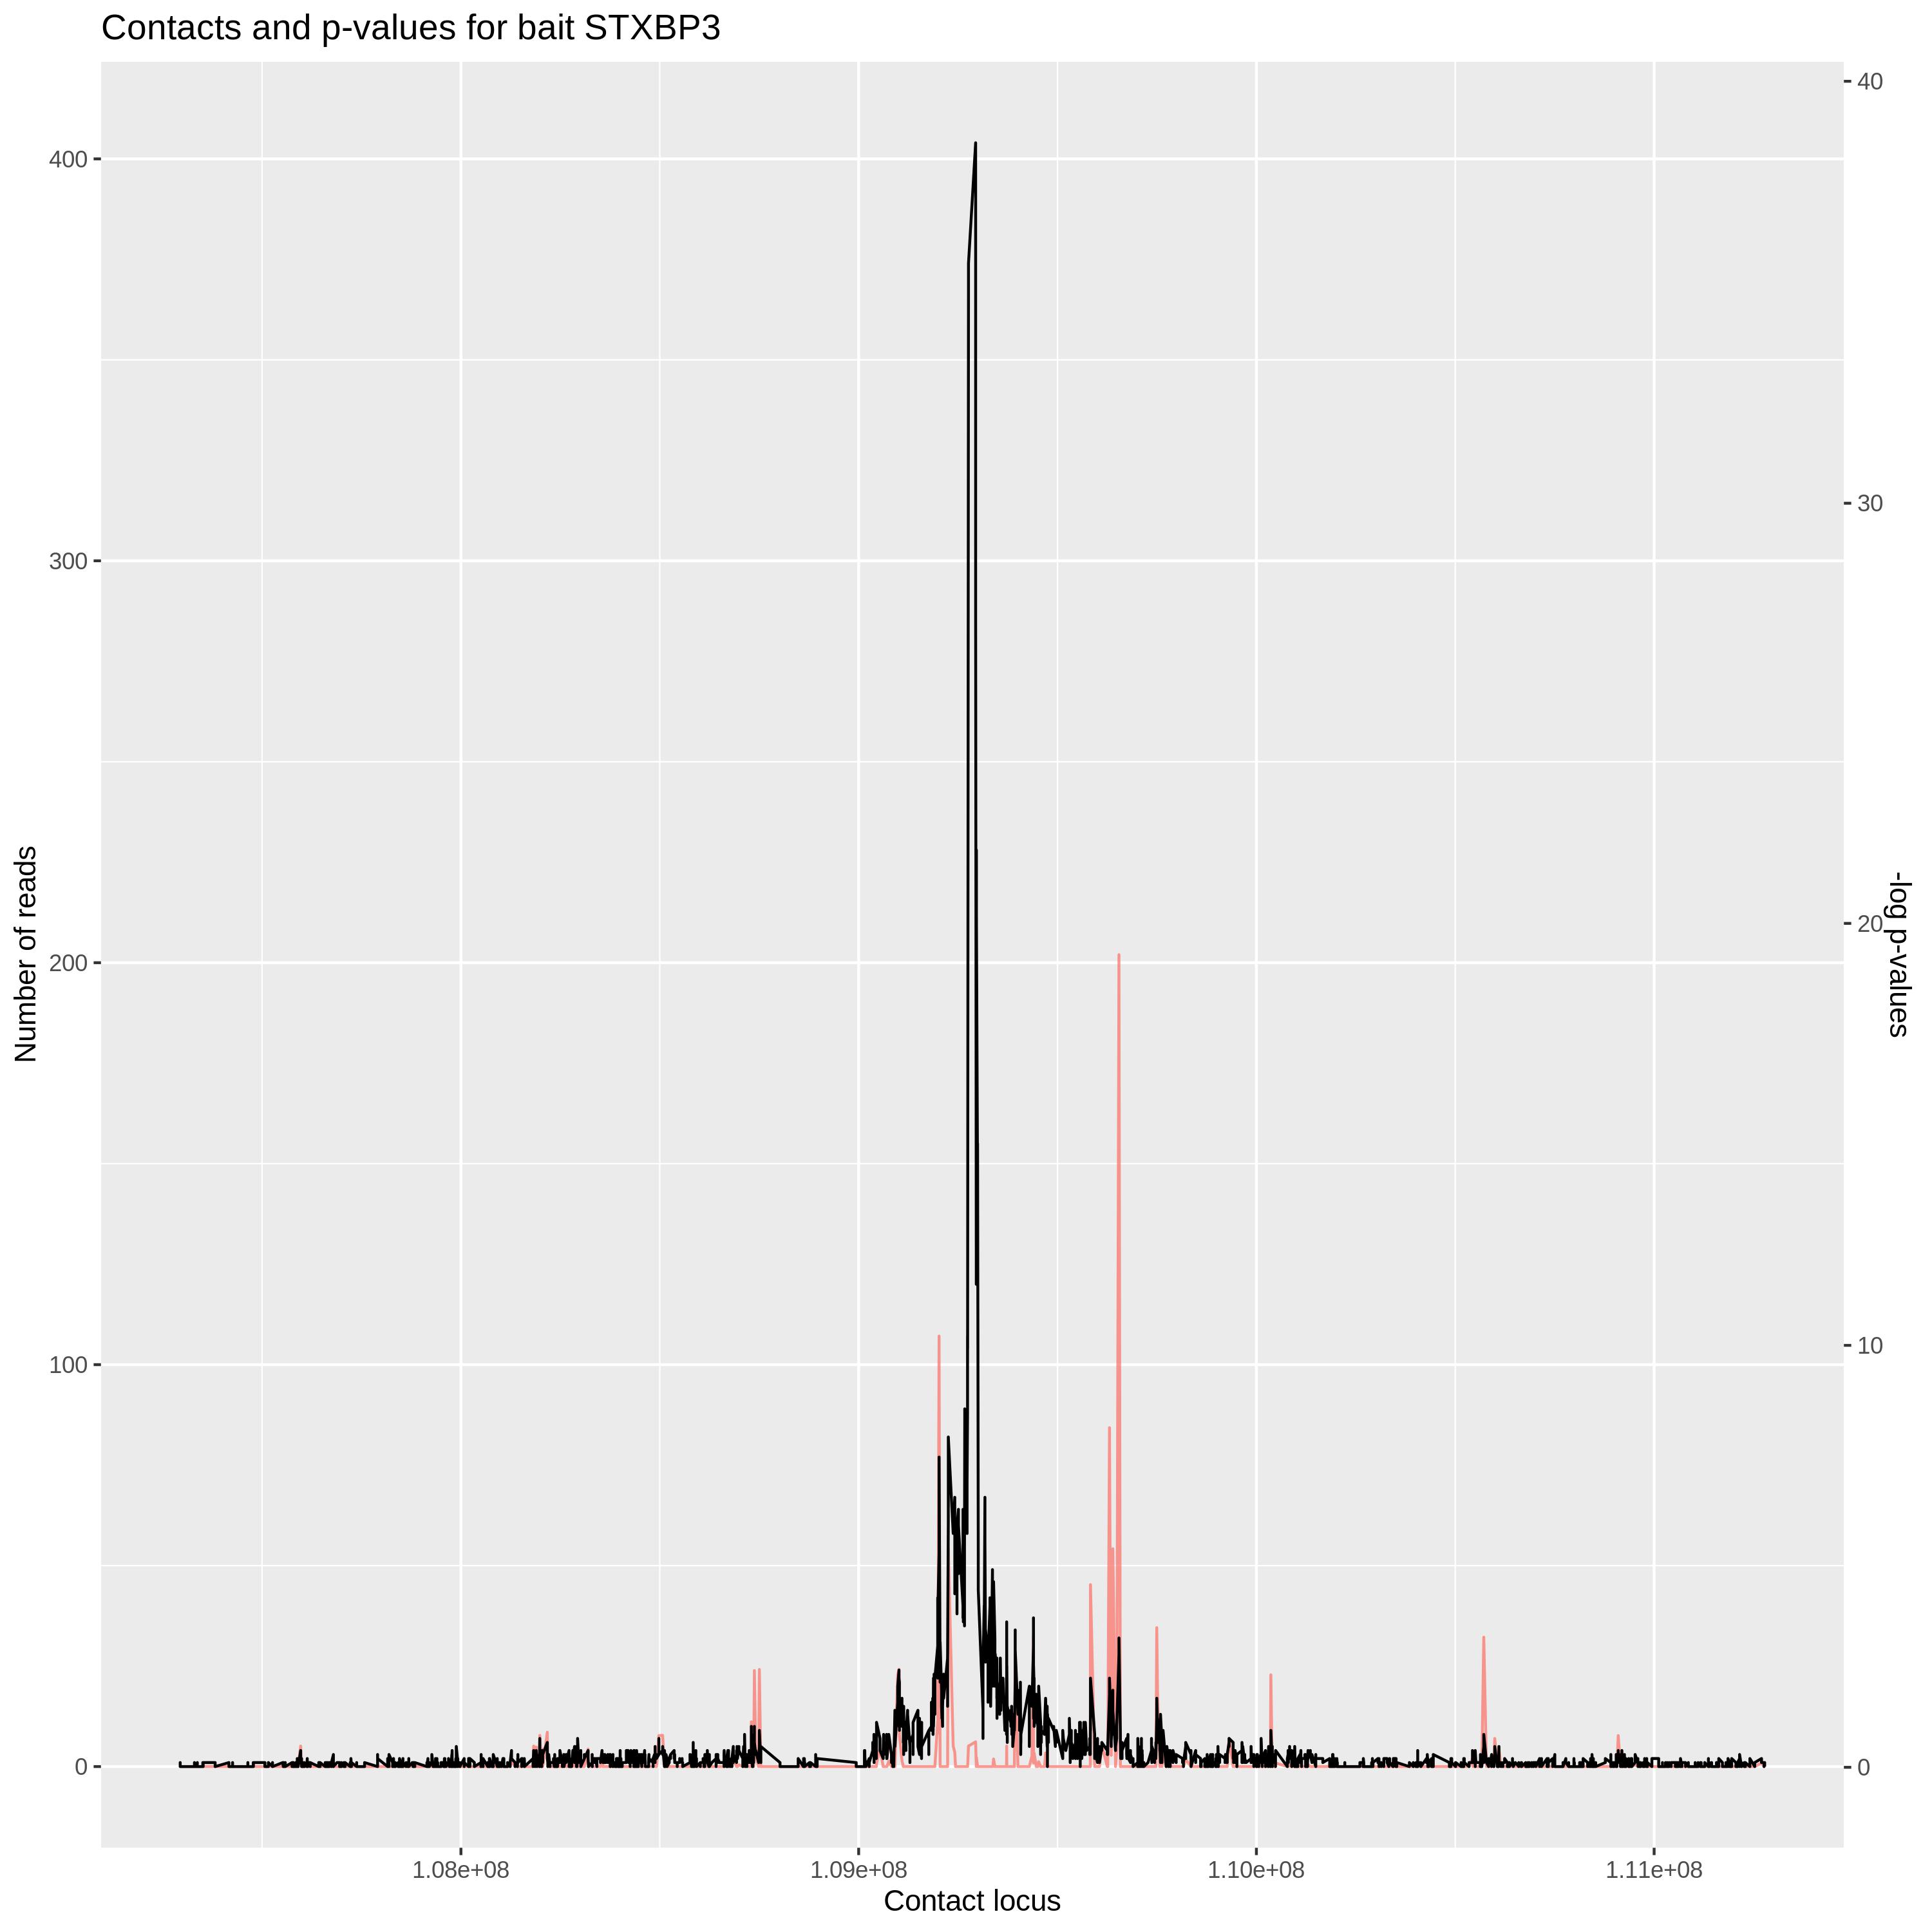 Contacts and p-values for bait STXBP3
400
300
200
100
0
Number of reads
40
30
20
10
0
-log p-values
1.08e+08
1.09e+08
1.10e+08
1.11e+08
Contact locus